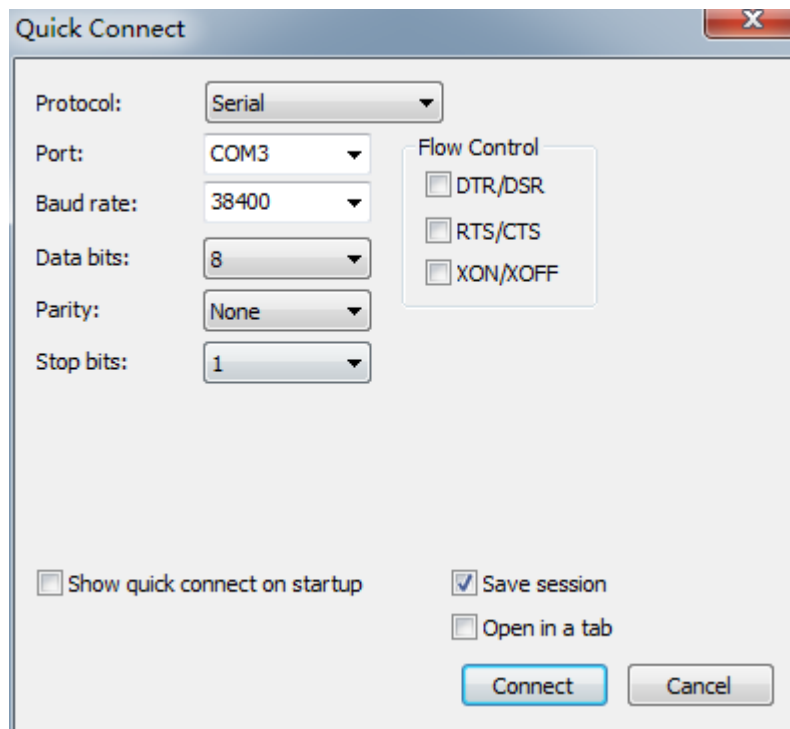 Quick Connect
Protocol: Serial
Port: COM3
Flow Control
DTR/DSR
Baud rate: 38400
RTS/CTS
Data bits: 8
XON/XOFF
Parity: None
Stop bits: 1
Show quick connect on startup
Save session
Open in a tab
Connect
Cancel